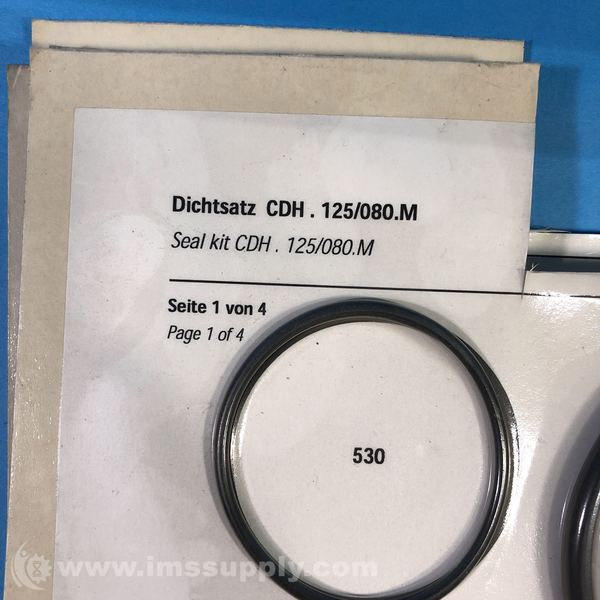 Dichtsatz CDH . 125/080.M
Seal kit CDH . 125/080.M
Seite 1 von 4
Page 1 of 4
530
www.imssupply.com